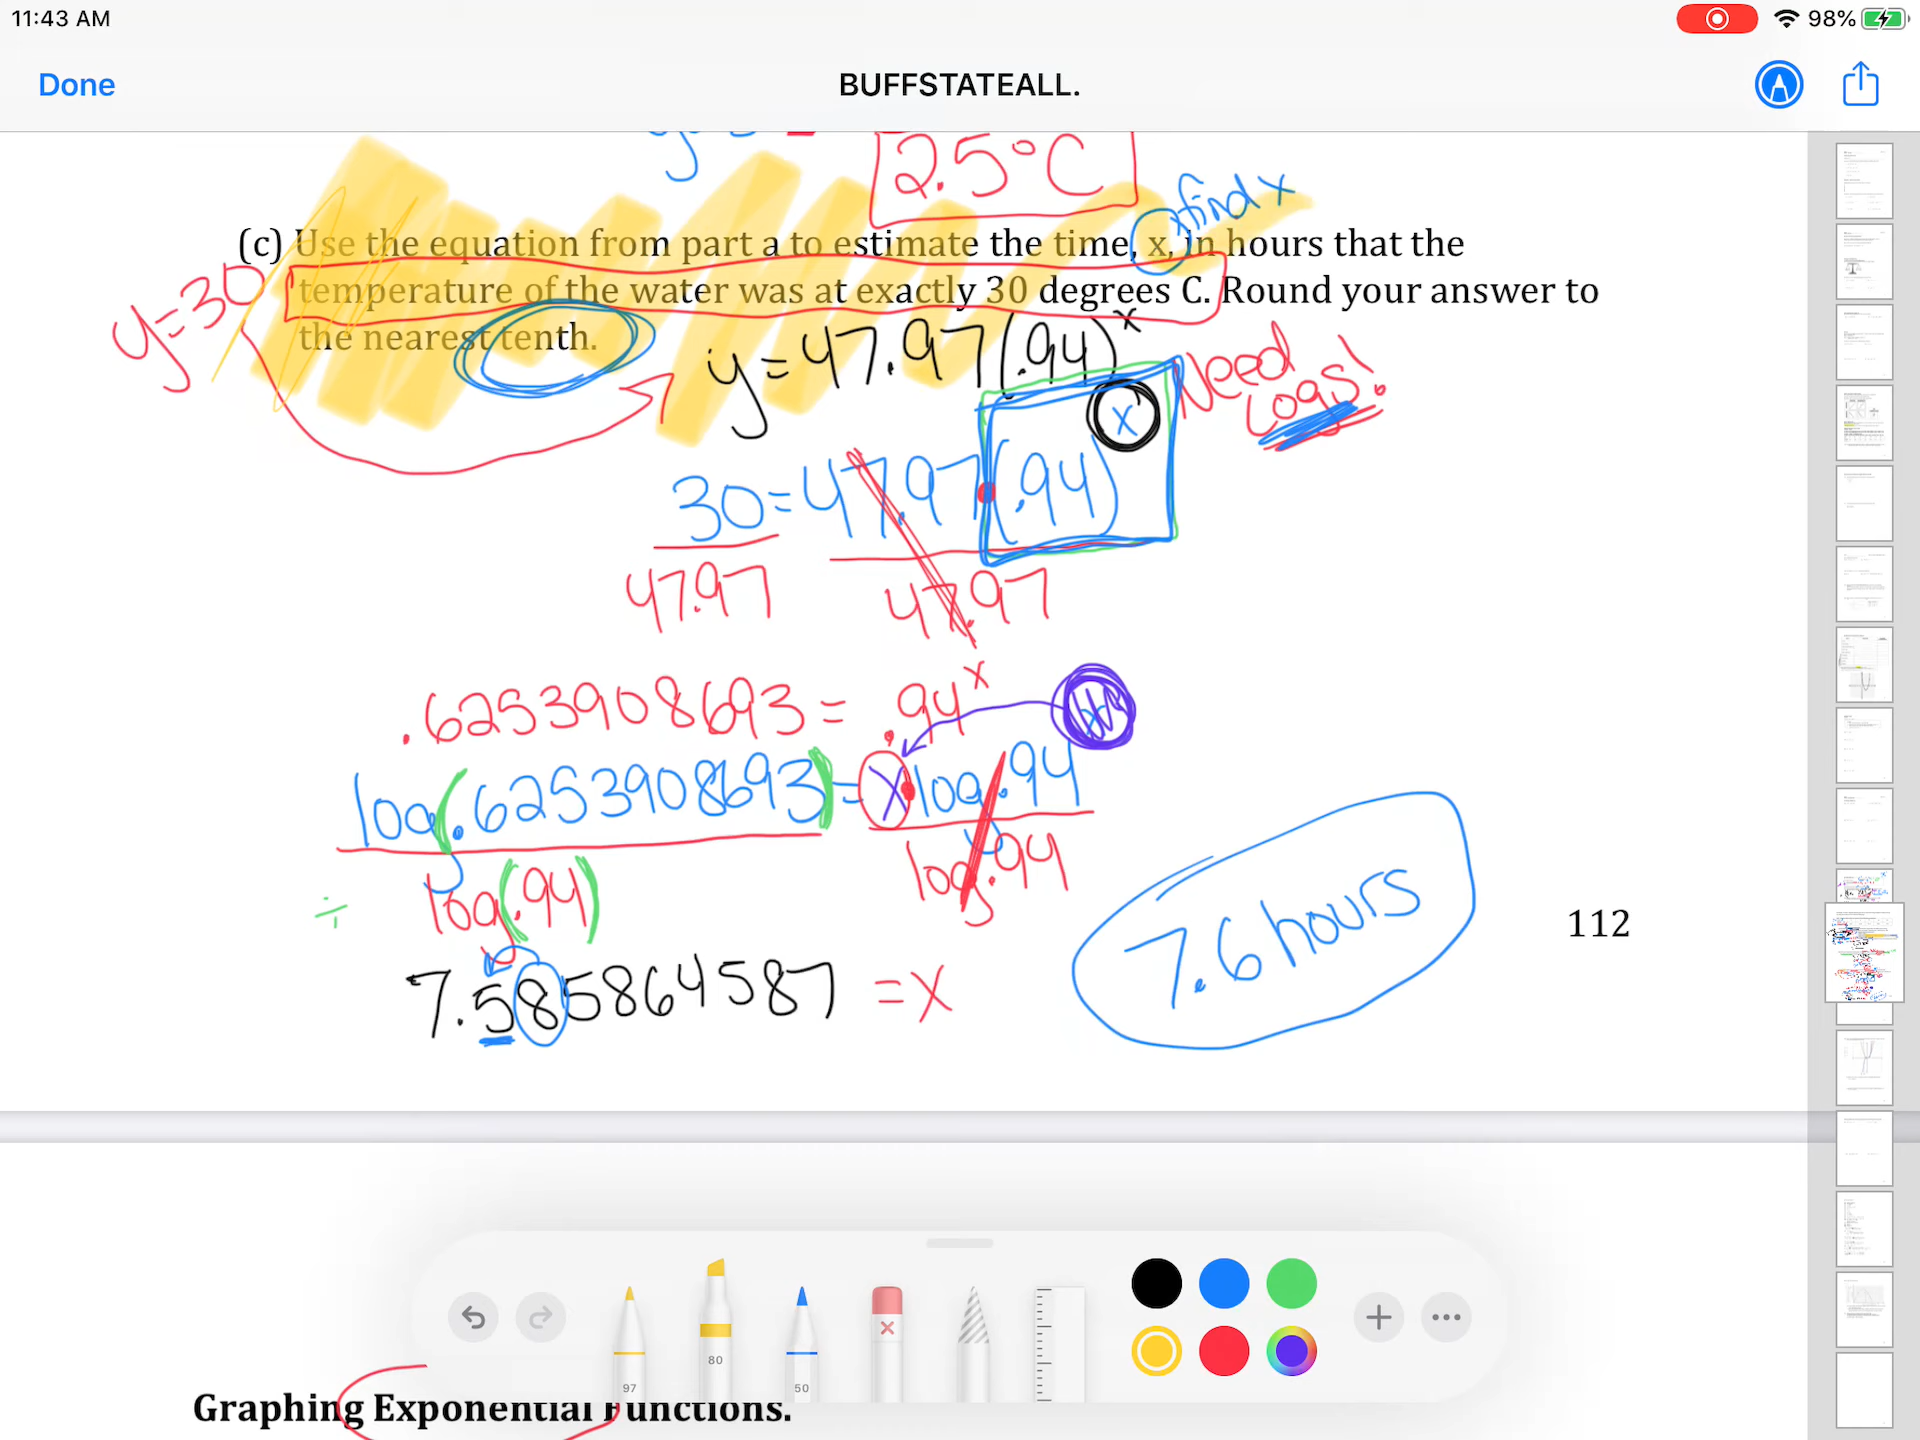 11:43 AM
98%
Done
BUFFSTATEALL.
2.5°C
find x
(c) Use the equation from part a to estimate the time, x, in hours that the
temperature of the water was at exactly 30 degrees C. Round your answer to
the nearest tenth.
y=30
y=47.97(.94)^x
Need
Logs!
30=47.97•(.94)^x
47.97 47.97
.6253908693 = .94^x
log(.6253908693) = x•log.94
÷ log(.94) log.94
7.585864587 = x
7.6 hours
112
97
80
50
Graphing Exponential Functions.